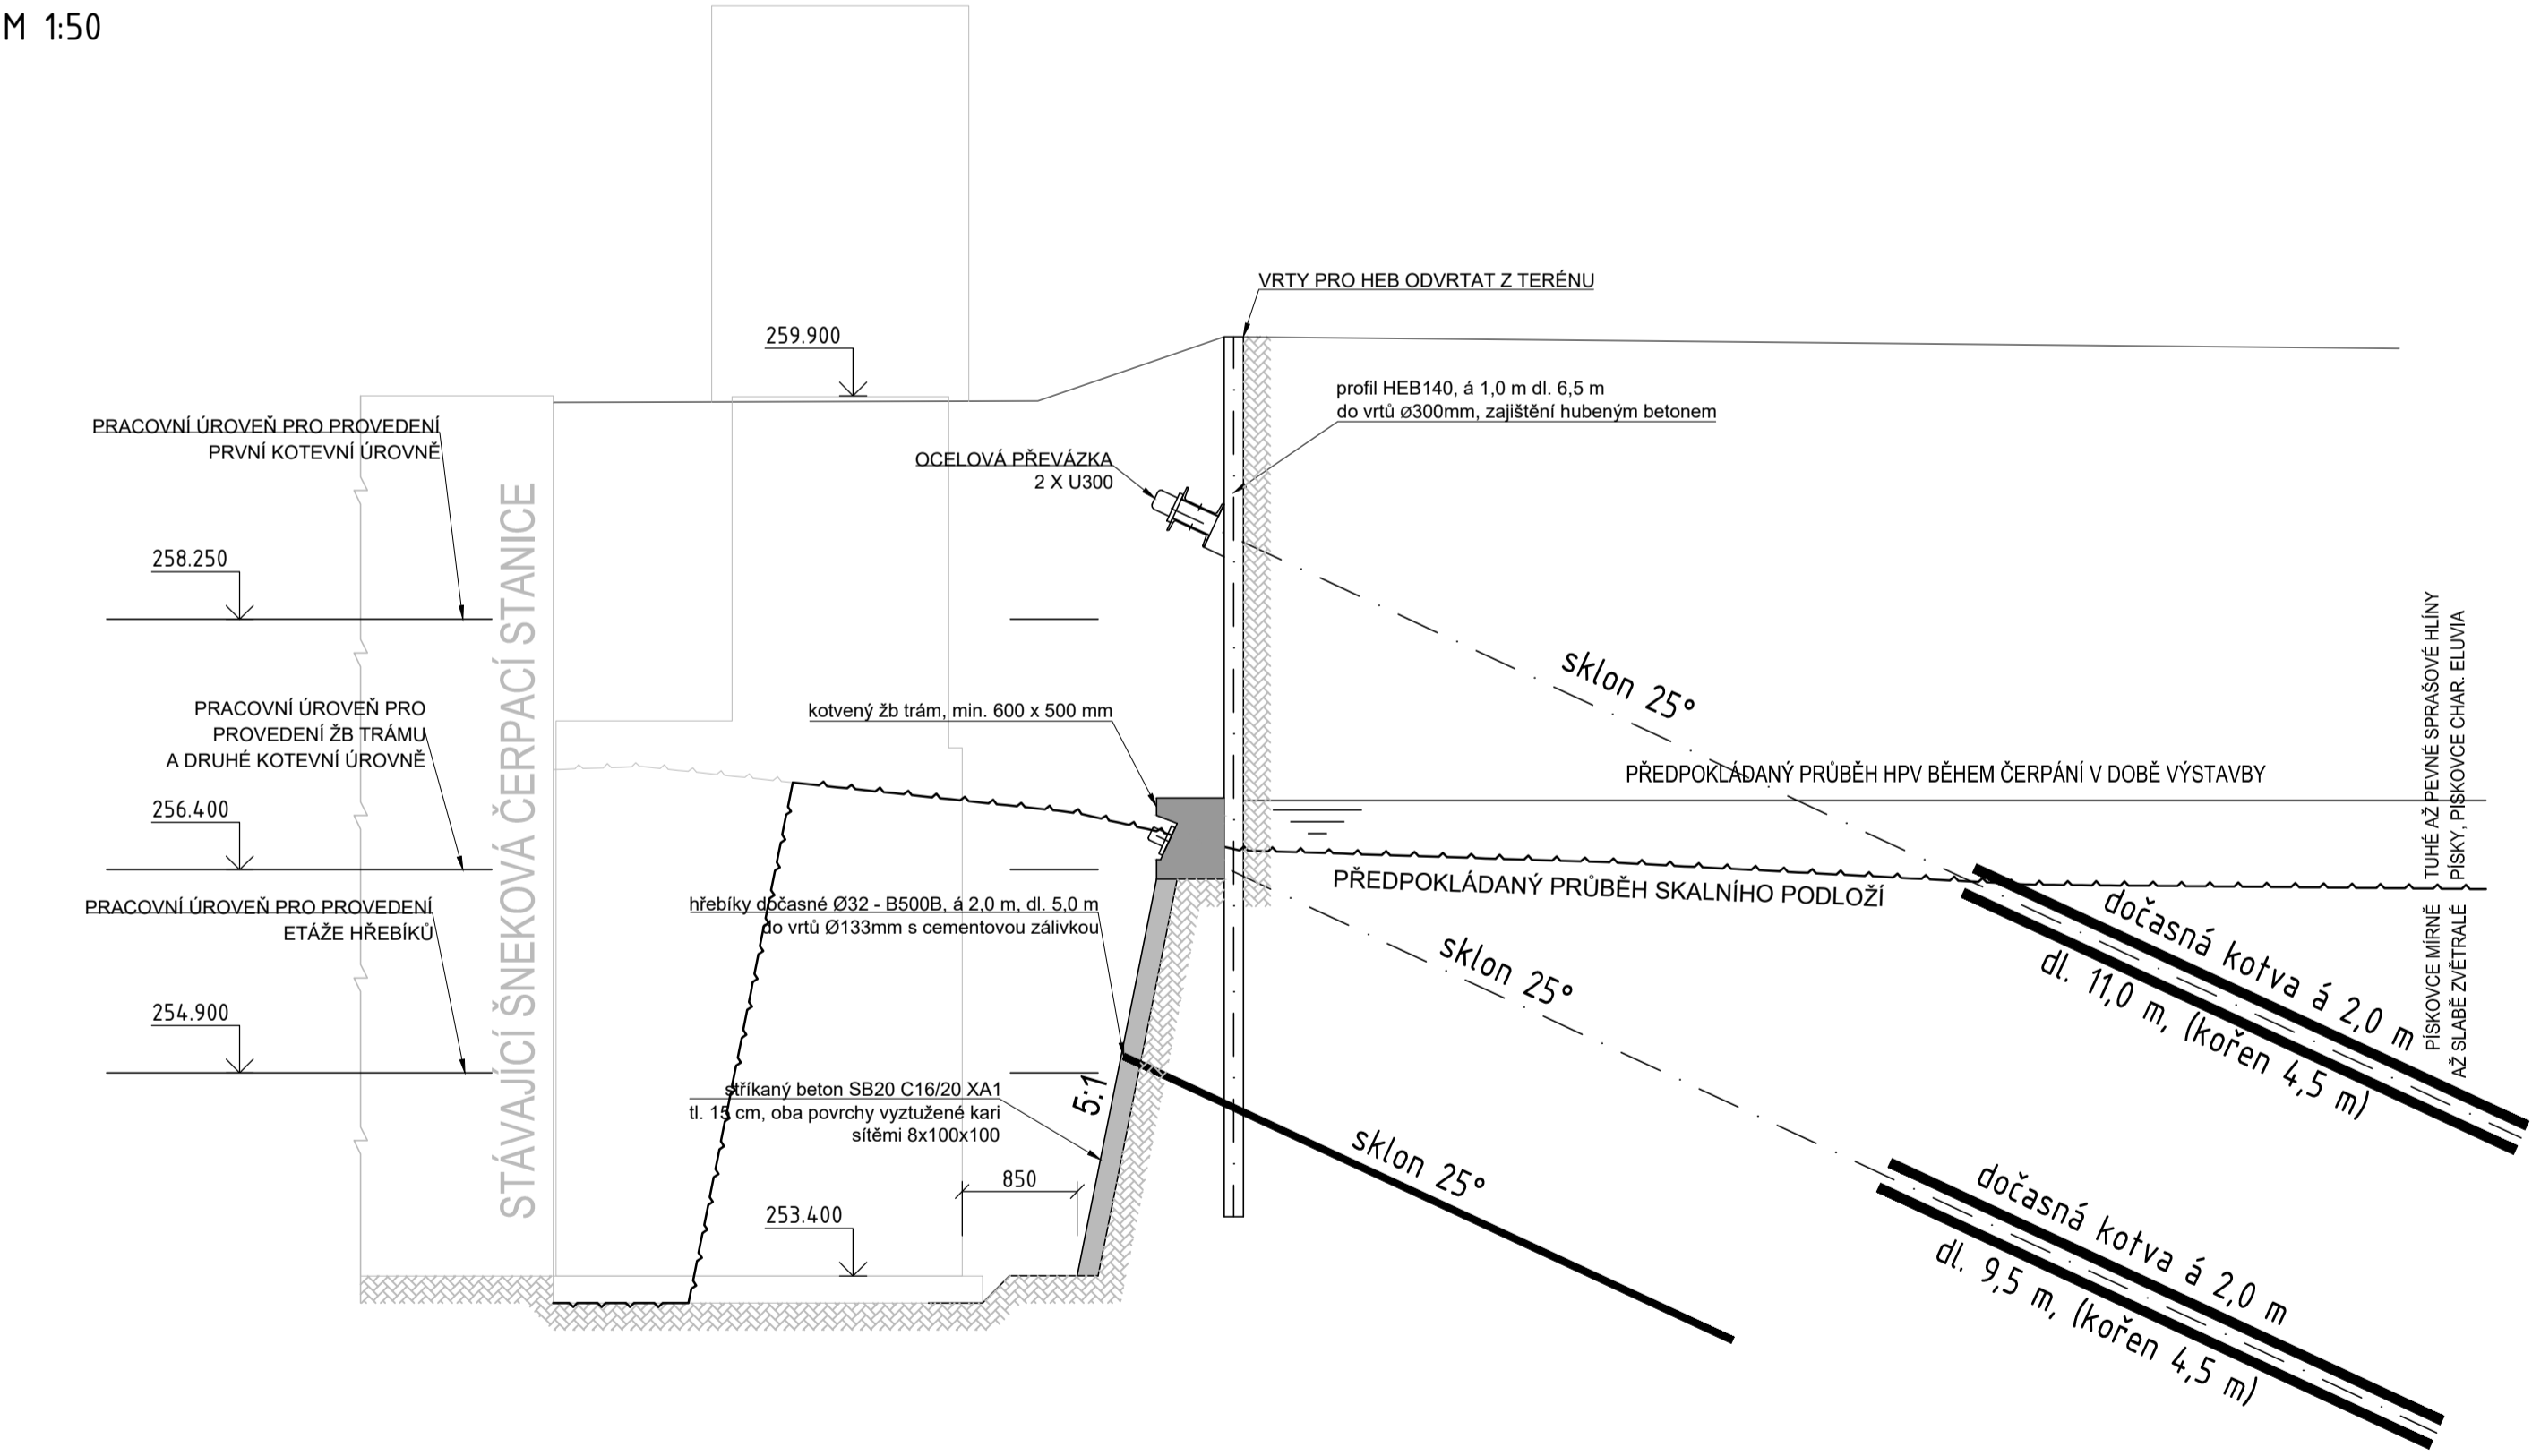 M 1:50
VRTY PRO HEB ODVRTAT Z TERÉNU
259.900
profil HEB140, á 1,0 m dl. 6,5 m
do vrtů ø300mm, zajištění hubeným betonem
PRACOVNÍ ÚROVEŇ PRO PROVEDENÍ
PRVNÍ KOTEVNÍ ÚROVNĚ
OCELOVÁ PŘEVÁZKA
2 X U300
STÁVAJÍCÍ ŠNEKOVÁ ČERPACÍ STANICE
258.250
sklon 25°
TUHÉ AŽ PEVNÉ SPRAŠOVÉ HLÍNY
PÍSKY, PISKOVCE CHAR. ELUVIA
PRACOVNÍ ÚROVEŇ PRO
PROVEDENÍ ŽB TRÁMU
A DRUHÉ KOTEVNÍ ÚROVNĚ
kotvený žb trám, min. 600 x 500 mm
PŘEDPOKLÁDANÝ PRŮBĚH HPV BĚHEM ČERPÁNÍ V DOBĚ VÝSTAVBY
256.400
PŘEDPOKLÁDANÝ PRŮBĚH SKALNÍHO PODLOŽÍ
PRACOVNÍ ÚROVEŇ PRO PROVEDENÍ
ETÁŽE HŘEBÍKŮ
hřebíky dočasné Ø32 - B500B, á 2,0 m, dl. 5,0 m
do vrtů Ø133mm s cementovou zálivkou
sklon 25°
dočasná kotva á 2,0 m
dl. 11,0 m, (kořen 4,5 m)
PÍSKOVCE MÍRNĚ
AŽ SLABĚ ZVĚTRALÉ
254.900
stříkaný beton SB20 C16/20 XA1
tl. 15 cm, oba povrchy vyztužené kari
sítěmi 8x100x100
5:1
sklon 25°
850
253.400
dočasná kotva á 2,0 m
dl. 9,5 m, (kořen 4,5 m)